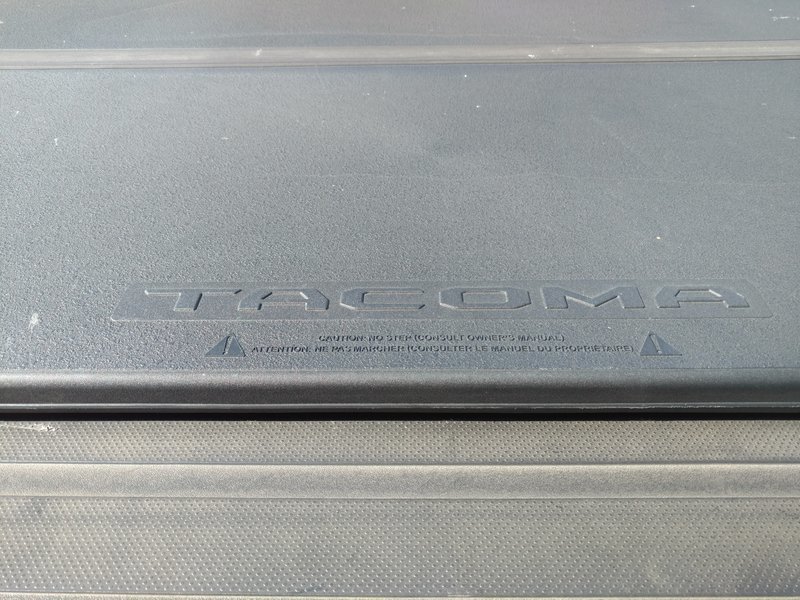 TACOMA
CAUTION: NO STEP (CONSULT OWNER'S MANUAL)
ATTENTION: NE PAS MARCHER (CONSULTER LE MANUEL DU PROPRIÉTAIRE)